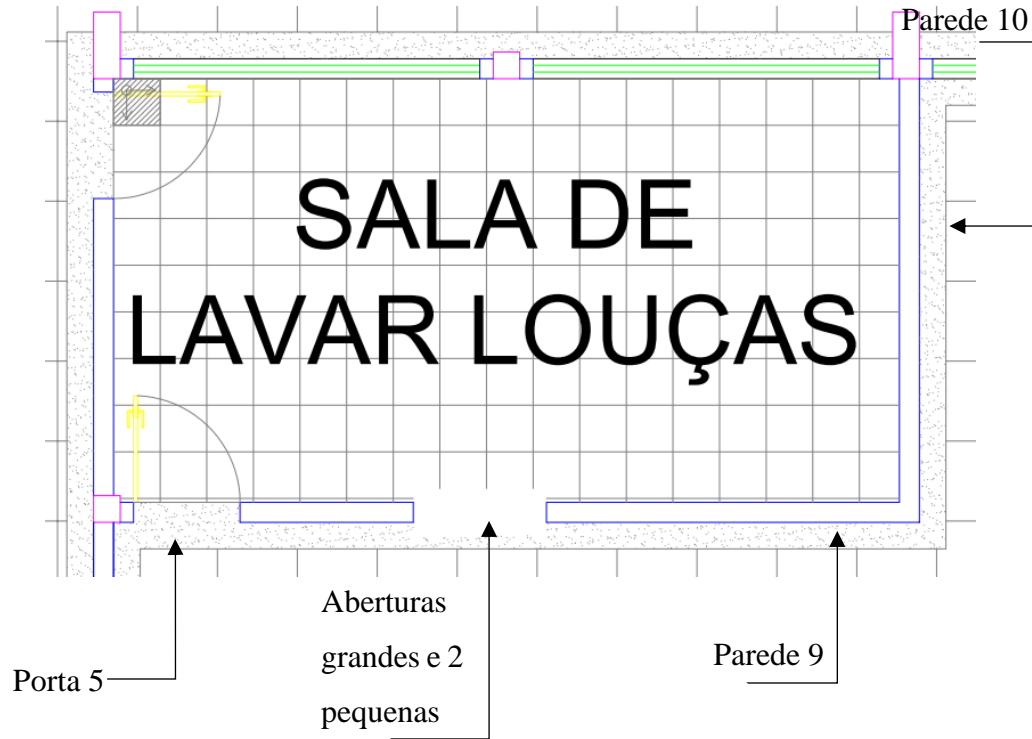 Parede 10
SALA DE
LAVAR LOUÇAS
Aberturas
grandes e 2
pequenas
Parede 9
Porta 5